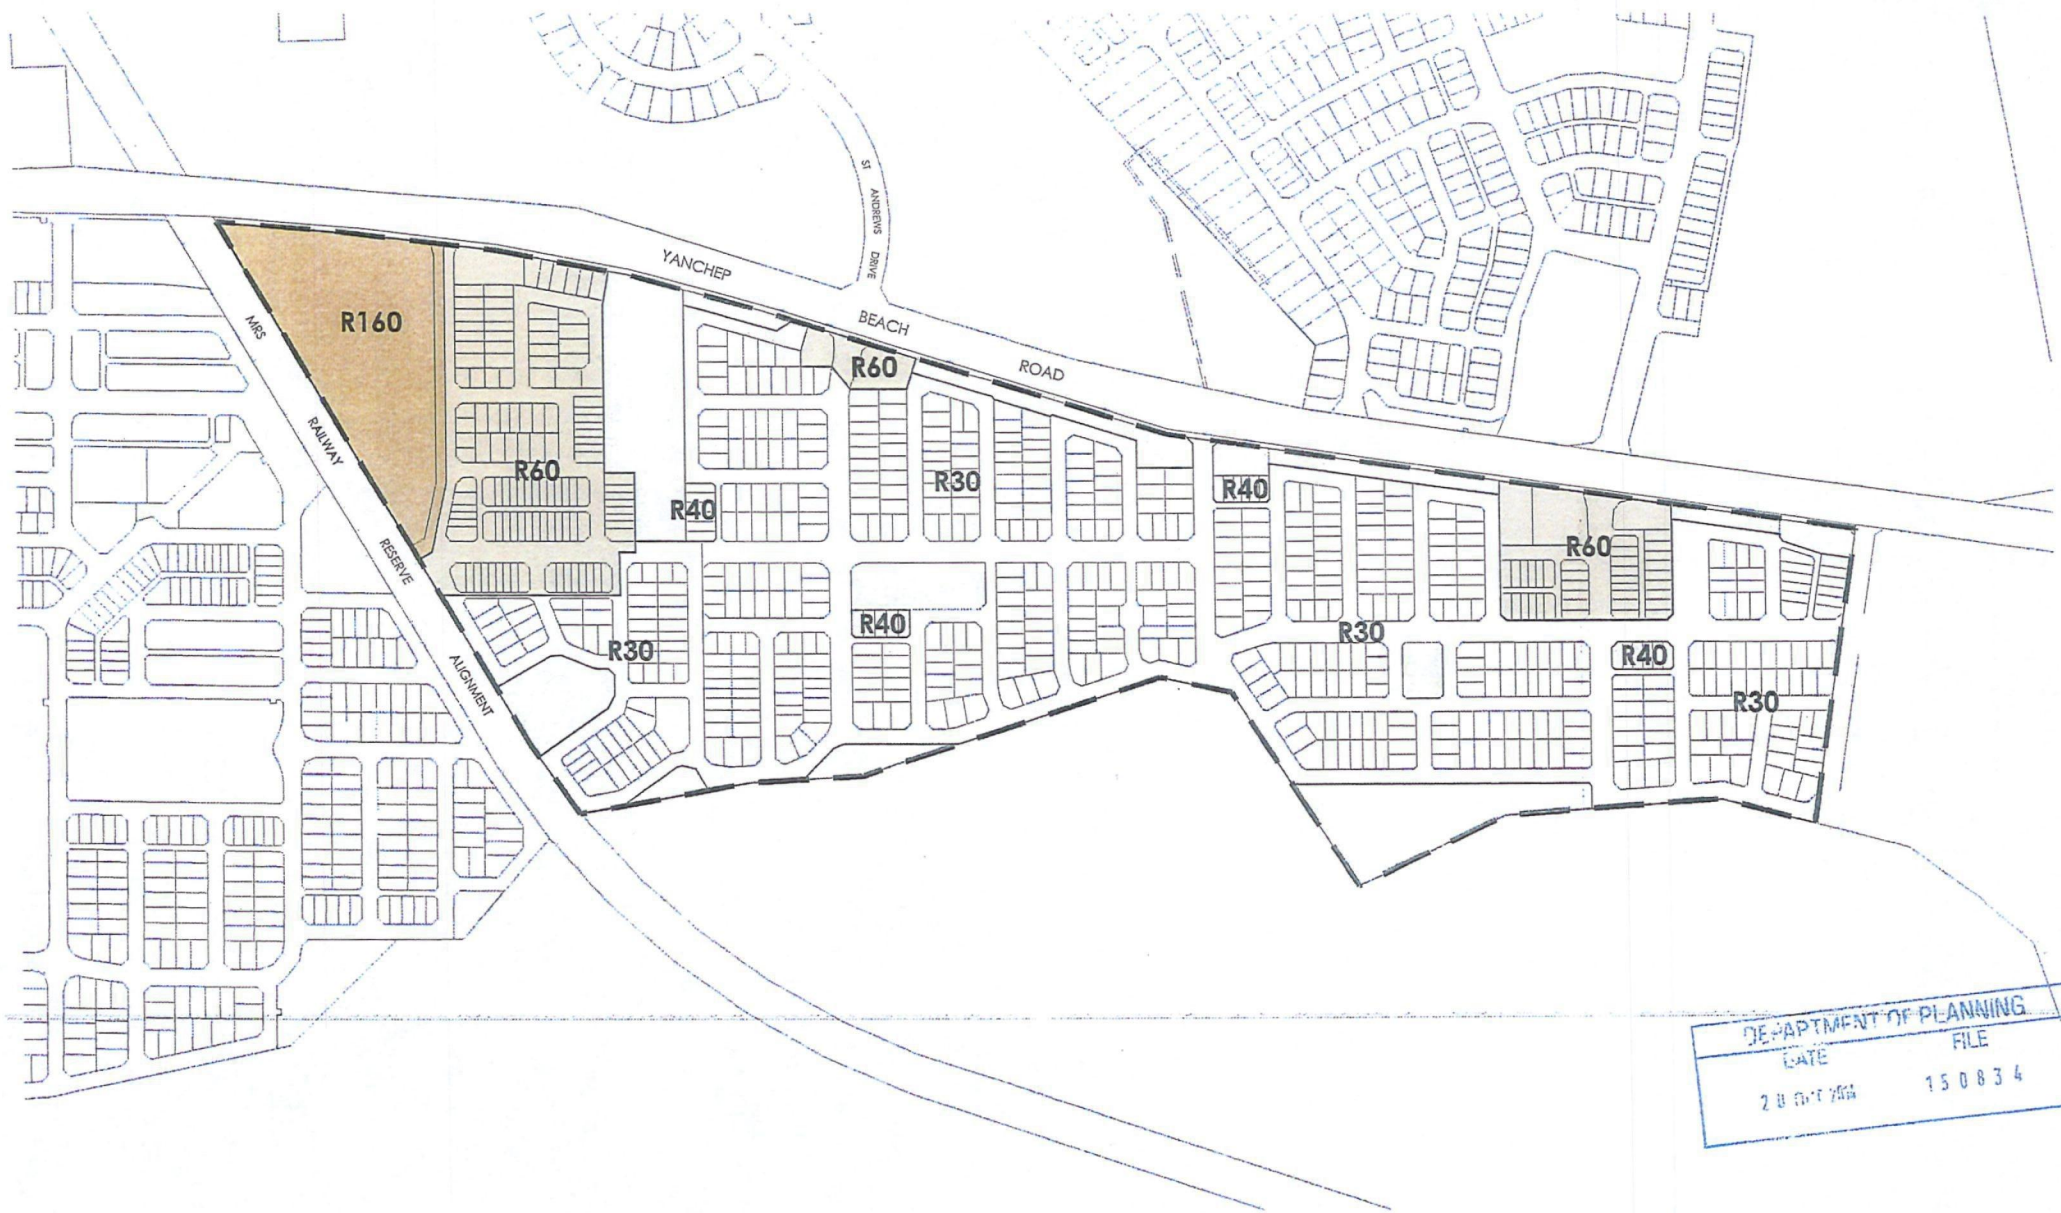 ST ANDREWS DRIVE
YANCHEP BEACH ROAD
MRS RAILWAY RESERVE ALIGNMENT
R160
R60
R60
R40
R30
R40
R60
R40
R30
R30
R40
R30
DEPARTMENT OF PLANNING
DATE FILE
150834